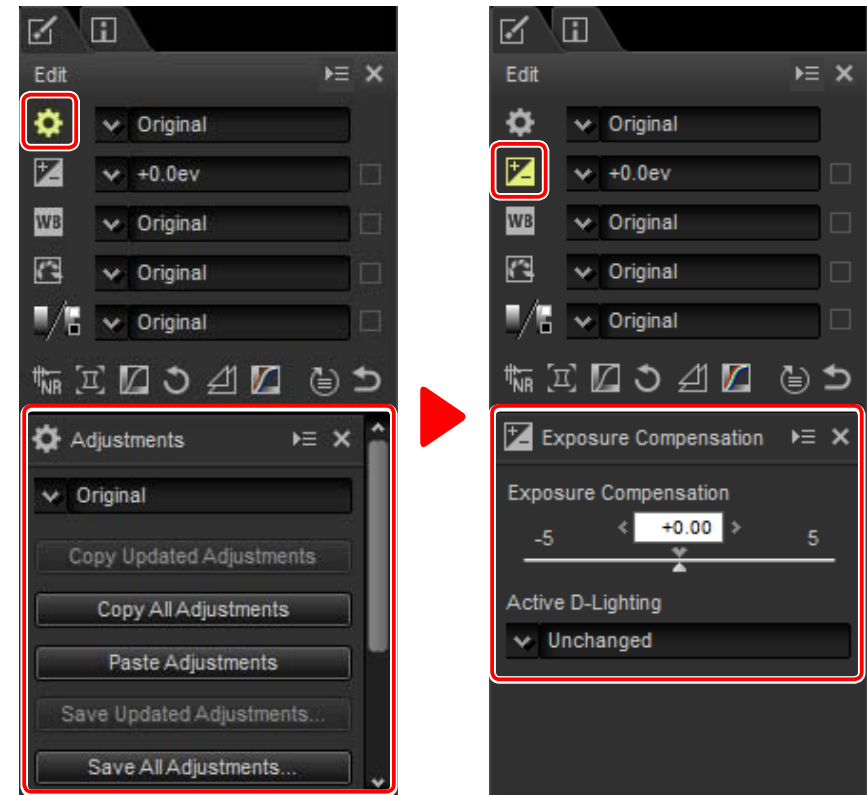 Edit
Original
+0.0ev
WB
Original
Original
Original
NR
Adjustments
Original
Copy Updated Adjustments
Copy All Adjustments
Paste Adjustments
Save Updated Adjustments...
Save All Adjustments...
Edit
Original
+0.0ev
WB
Original
Original
Original
NR
Exposure Compensation
Exposure Compensation
-5 +0.00 5
Active D-Lighting
Unchanged